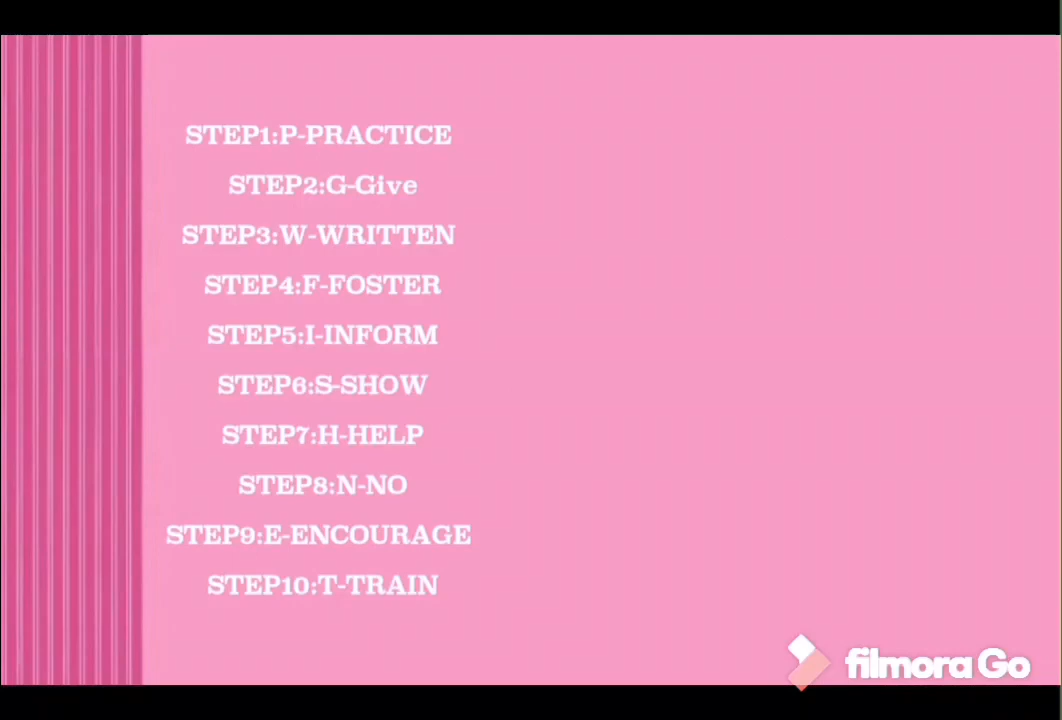 STEP1:P-PRACTICE
STEP2:G-Give
STEP3:W-WRITTEN
STEP4:F-FOSTER
STEP5:I-INFORM
STEP6:S-SHOW
STEP7:H-HELP
STEP8:N-NO
STEP9:E-ENCOURAGE
STEP10:T-TRAIN
filmora Go